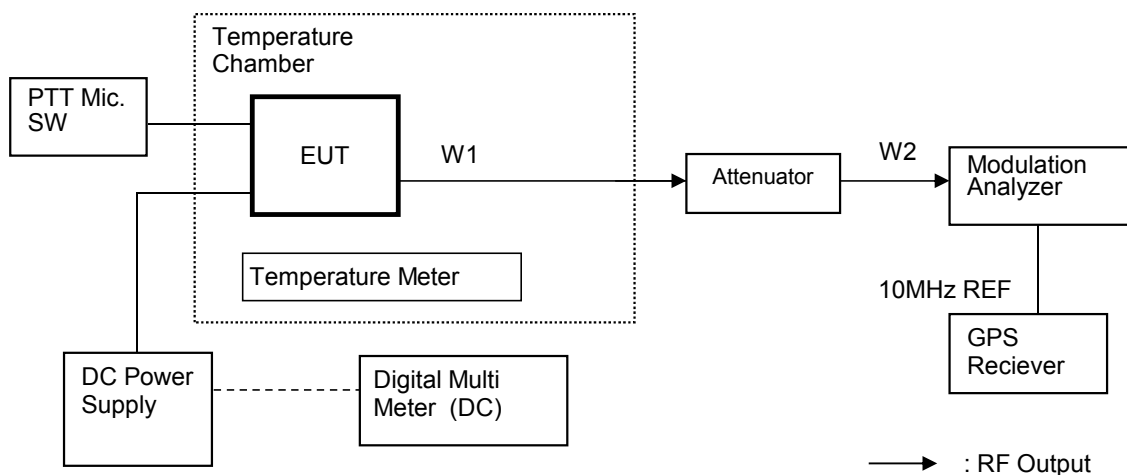 Temperature
Chamber
PTT Mic.
SW
EUT
W1
Attenuator
W2
Modulation
Analyzer
Temperature Meter
10MHz REF
GPS
Reciever
DC Power
Supply
Digital Multi
Meter (DC)
: RF Output